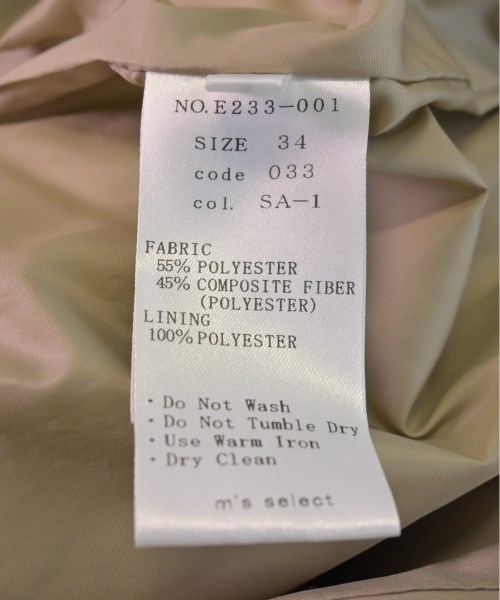 NO. E233-001
SIZE 34
code 033
col. SA-1
FABRIC
55% POLYESTER
45% COMPOSITE FIBER
(POLYESTER)
LINING
100% POLYESTER
・Do Not Wash
・Do Not Tumble Dry
・Use Warm Iron
・Dry Clean
m's select